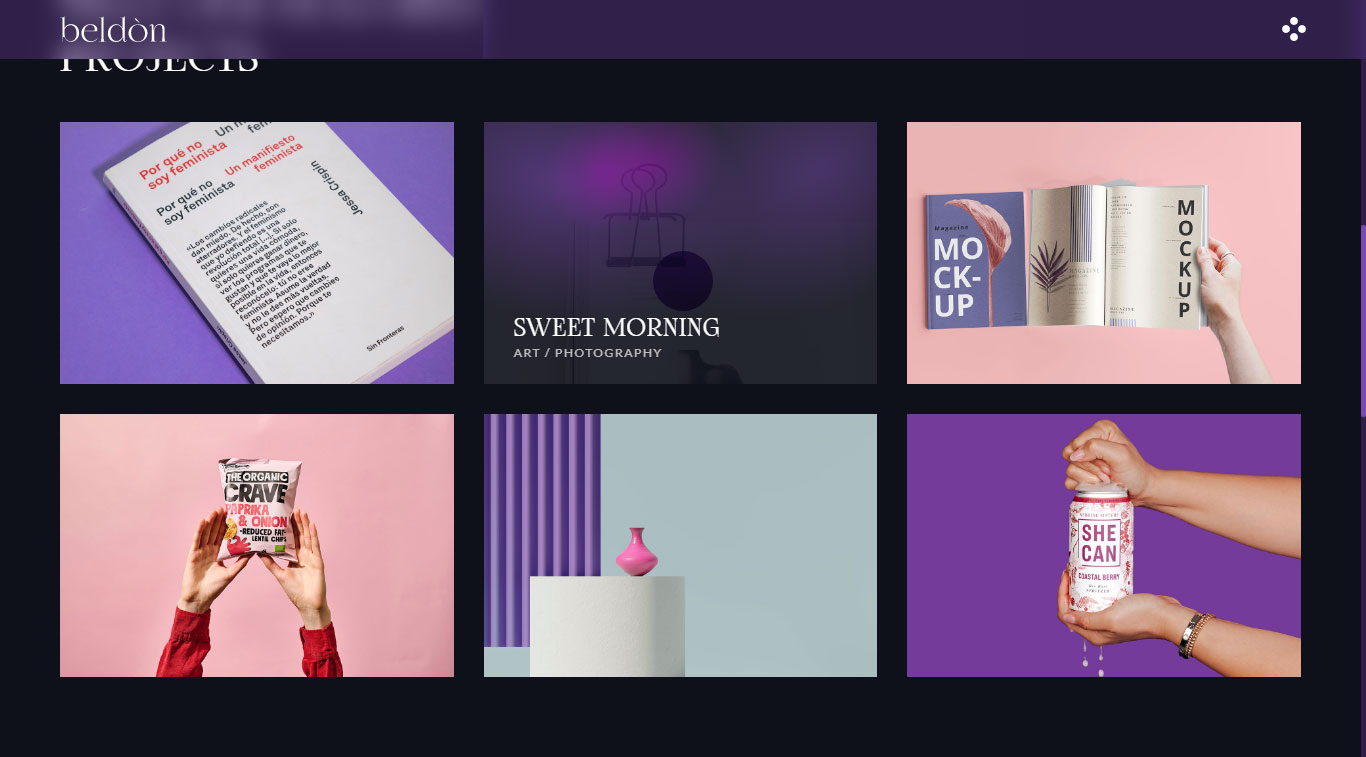 beldòn
PROJECTS
Por qué no
soy feminista
Un manifiesto
feminista
Por qué no
soy feminista
Jessa Crispin
«Los cambios radicales
dan miedo. De hecho, son
aterradores. Y el feminismo
que yo defiendo es una
revolución total [...]. Si solo
quieres una vida cómoda,
si solo quieres ganar dinero,
ver los programas que te
gustan y que te vaya lo mejor
posible en la vida, entonces
reconócelo: tú no eres
feminista. Asume la verdad
y no le des más vueltas.
Pero espero que cambies
de opinión. Porque te
necesitamos.»
Sin Fronteras
SWEET MORNING
ART / PHOTOGRAPHY
Magazine
MO
CK-
UP
MAGAZINE
MAGAZINE
MOCKUP
THE ORGANIC
CRAVE
PAPRIKA
& ONION
-REDUCED FAT-
LENTIL CHIPS
SHE
CAN
COASTAL BERRY
SPRITZER